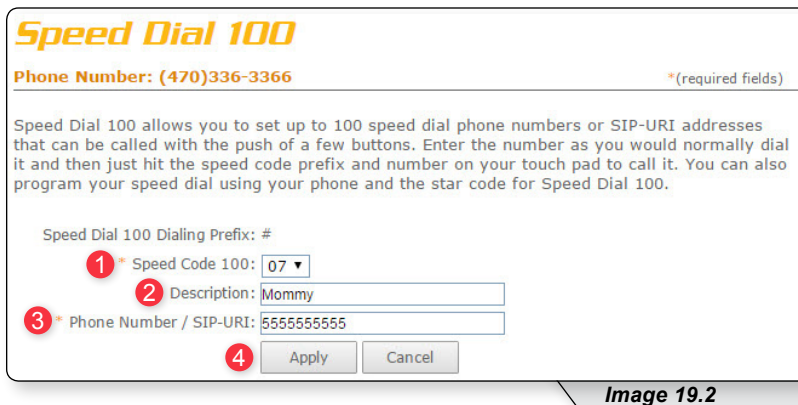 Speed Dial 100
Phone Number: (470)336-3366 *(required fields)
Speed Dial 100 allows you to set up to 100 speed dial phone numbers or SIP-URI addresses
that can be called with the push of a few buttons. Enter the number as you would normally dial
it and then just hit the speed code prefix and number on your touch pad to call it. You can also
program your speed dial using your phone and the star code for Speed Dial 100.
Speed Dial 100 Dialing Prefix: #
1 * Speed Code 100: 07
2 Description: Mommy
3 * Phone Number / SIP-URI: 5555555555
4 Apply Cancel
Image 19.2